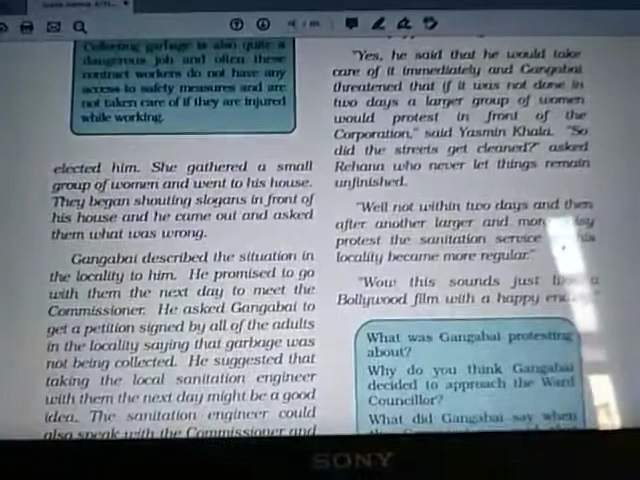 Collecting garbage is also quite a
dangerous job and often these
contract workers do not have any
access to safety measures and are
not taken care of if they are injured
while working.
elected him. She gathered a small
group of women and went to his house.
They began shouting slogans in front of
his house and he came out and asked
them what was wrong.
Gangabai described the situation in
the locality to him. He promised to go
with them the next day to meet the
Commissioner. He asked Gangabai to
get a petition signed by all of the adults
in the locality saying that garbage was
not being collected. He suggested that
taking the local sanitation engineer
with them the next day might be a good
idea. The sanitation engineer could
also speak with the Commissioner and
"Yes, he said that he would take
care of it immediately and Gangabai
threatened that if it was not done in
two days a larger group of women
would protest in front of the
Corporation," said Yasmin Khala. "So
did the streets get cleaned?" asked
Rehana who never let things remain
unfinished.
"Well not within two days and then
after another larger and
protest the sanitation service
locality became more regular."
"Wow this sounds just
Bollywood film with a happy
What was Gangabai protesting
about?
Why do you think Gangabai
decided to approach the Ward
Councillor?
What did Gangabai say when
SONY